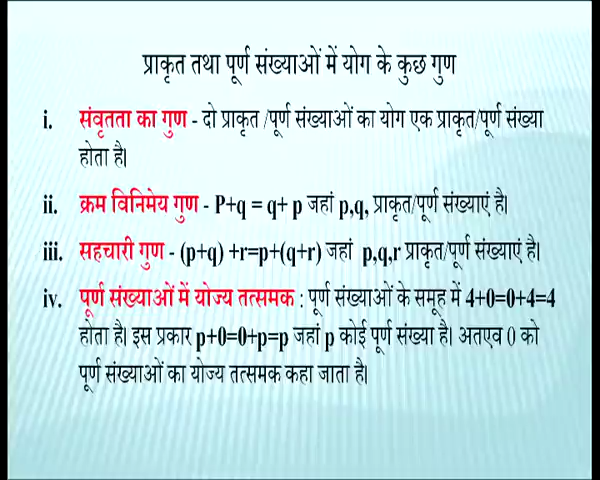 प्राकृत तथा पूर्ण संख्याओं में योग के कुछ गुण
i. संवृतता का गुण - दो प्राकृत /पूर्ण संख्याओं का योग एक प्राकृत/पूर्ण संख्या
होता है।
ii. क्रम विनिमेय गुण - P+q = q+ p जहां p,q, प्राकृत/पूर्ण संख्याएं है।
iii. सहचारी गुण - (p+q) +r=p+(q+r) जहां p,q,r प्राकृत/पूर्ण संख्याएं है।
iv. पूर्ण संख्याओं में योज्य तत्समक : पूर्ण संख्याओं के समूह में 4+0=0+4=4
होता है। इस प्रकार p+0=0+p=p जहां p कोई पूर्ण संख्या है। अतएव 0 को
पूर्ण संख्याओं का योज्य तत्समक कहा जाता है।